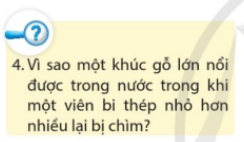 4. Vì sao một khúc gỗ lớn nổi
được trong nước trong khi
một viên bi thép nhỏ hơn
nhiều lại bị chìm?